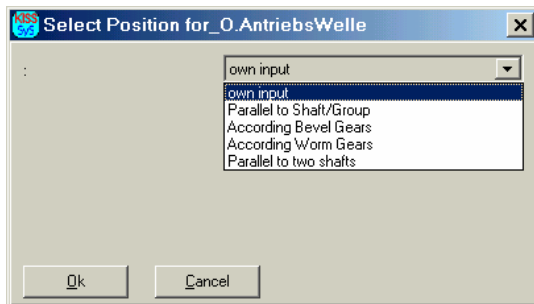 KISS
SyS
Select Position for_O.AntriebsWelle
:
own input
own input
Parallel to Shaft/Group
According Bevel Gears
According Worm Gears
Parallel to two shafts
Ok
Cancel